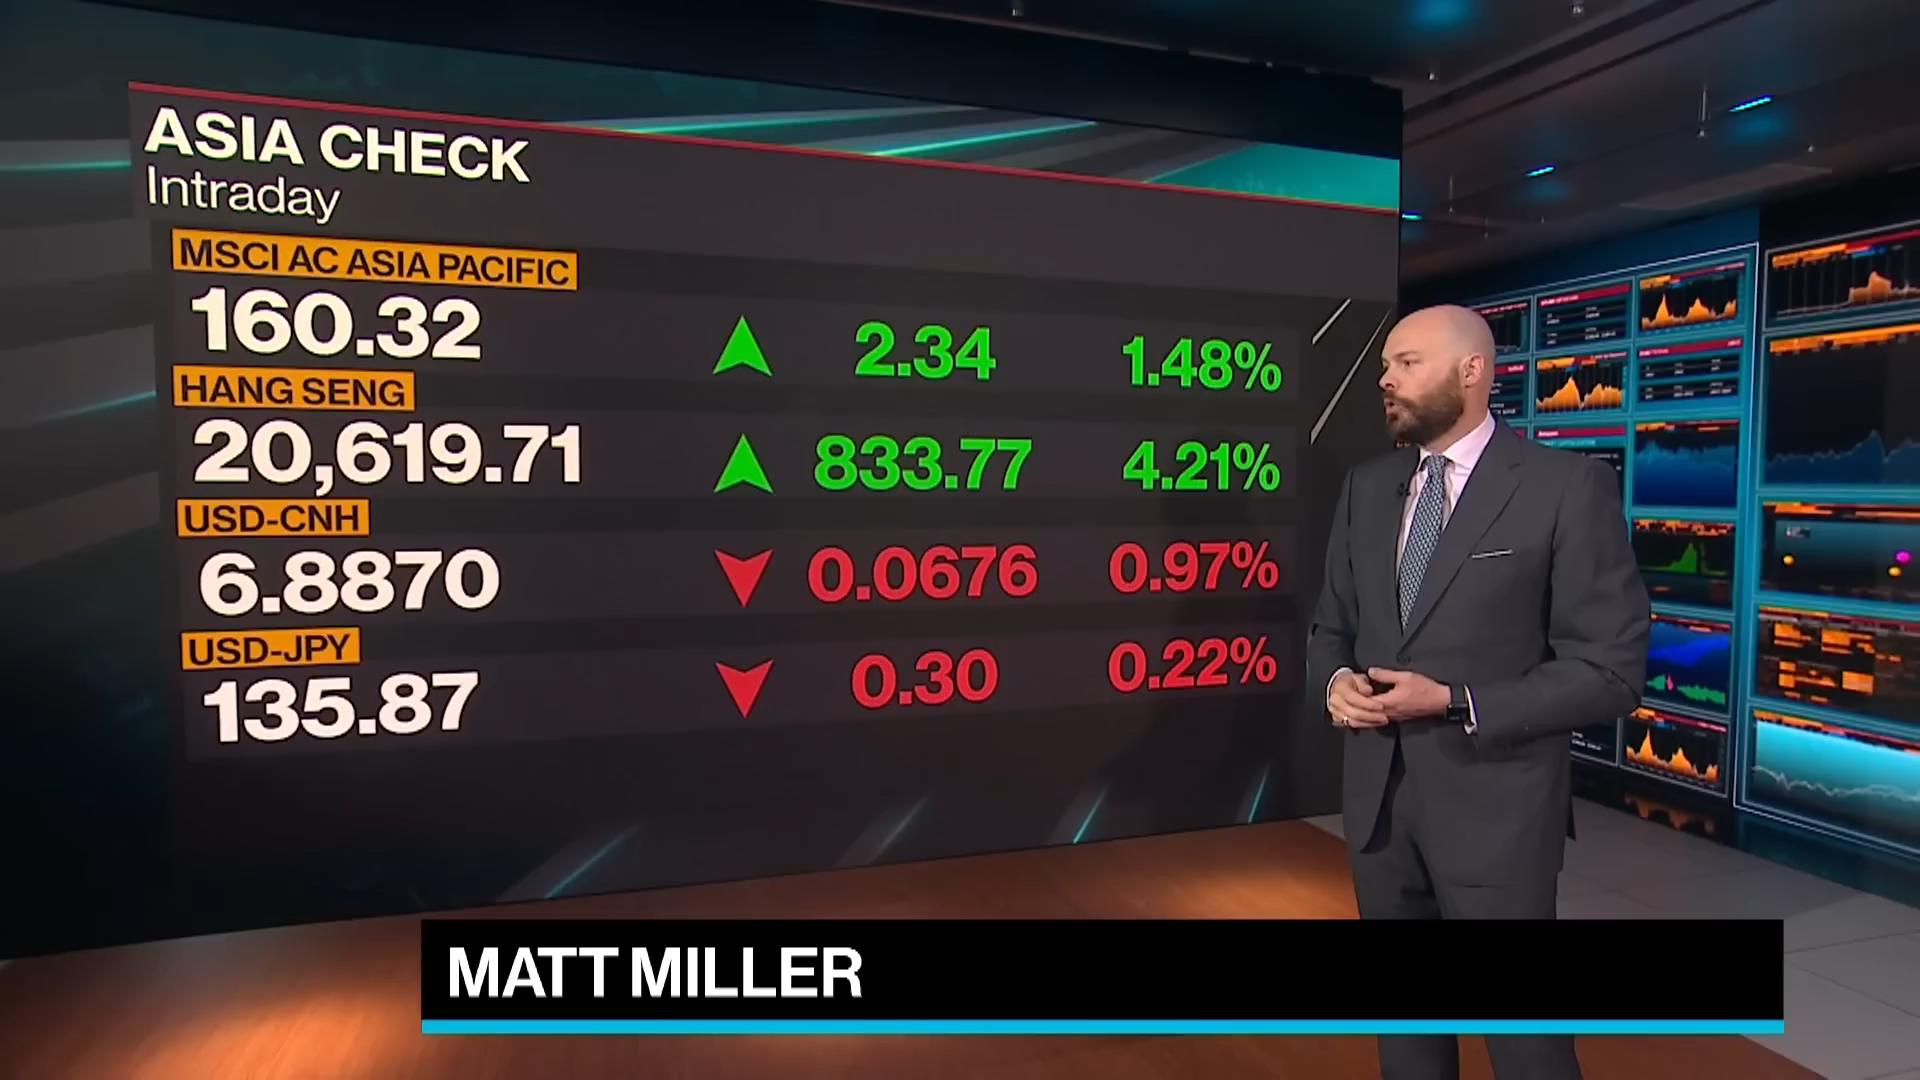 ASIA CHECK
Intraday
MSCI AC ASIA PACIFIC
160.32 2.34 1.48%
HANG SENG
20,619.71 833.77 4.21%
USD-CNH
6.8870 0.0676 0.97%
USD-JPY
135.87 0.30 0.22%
MATT MILLER